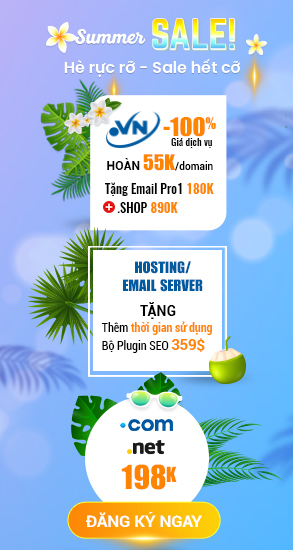 Summer SALE!
Hè rực rỡ - Sale hết cỡ
.VN -100%
Giá dịch vụ
HOÀN 55K/domain
Tặng Email Pro1 180K
.SHOP 890K
HOSTING/
EMAIL SERVER
TẶNG
Thêm thời gian sử dụng
Bộ Plugin SEO 359$
.com
.net
198K
ĐĂNG KÝ NGAY